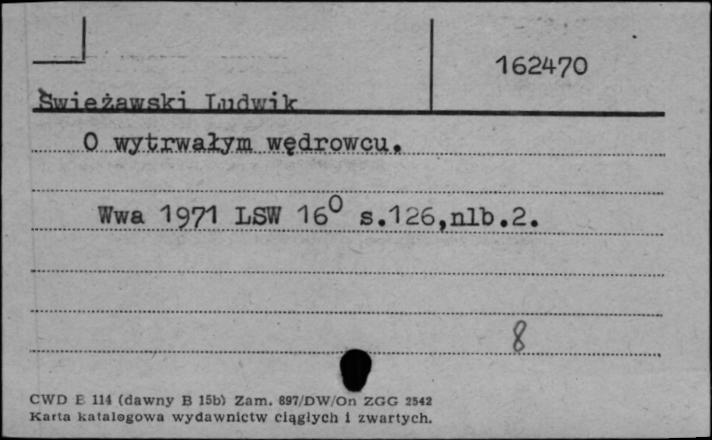 162470
Świeżawski Ludwik
O wytrwałym wędrowcu.
Wwa 1971 LSW 16⁰ s.126,nlb.2.
8
CWD B 114 (dawny B 15b) Zam. 897/DW/On ZGG 2542
Karta katalogowa wydawnictw ciągłych i zwartych.